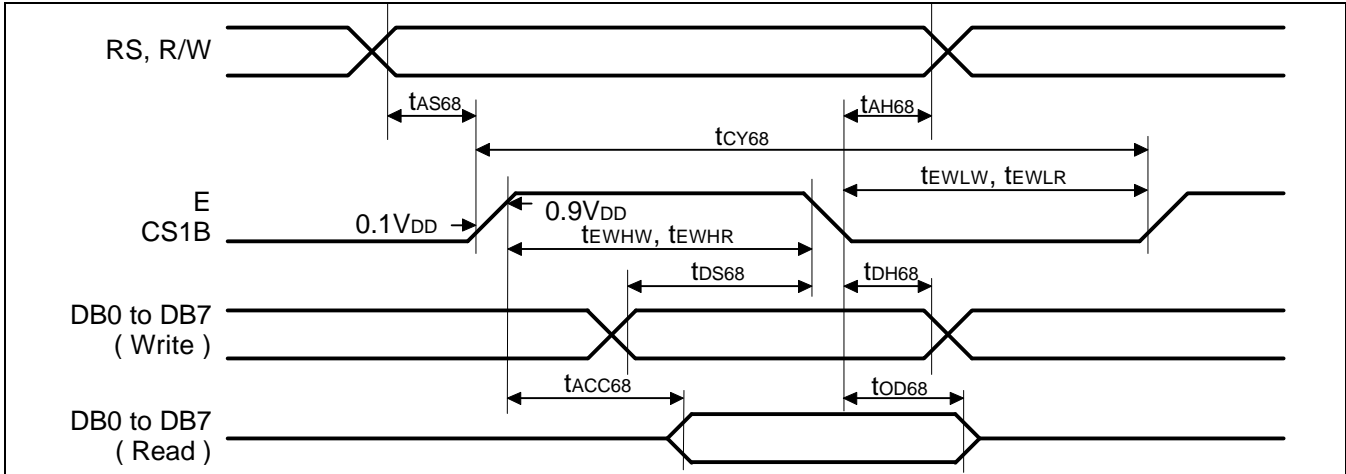 RS, R/W
tAS68
tAH68
tCY68
tEWLW, tEWLR
E
CS1B
0.1VDD
0.9VDD
tEWHW, tEWHR
tDS68
tDH68
DB0 to DB7
( Write )
tACC68
tOD68
DB0 to DB7
( Read )